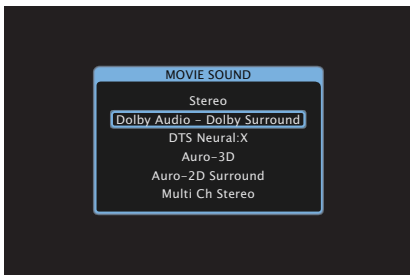 MOVIE SOUND
Stereo
Dolby Audio – Dolby Surround
DTS Neural:X
Auro-3D
Auro-2D Surround
Multi Ch Stereo